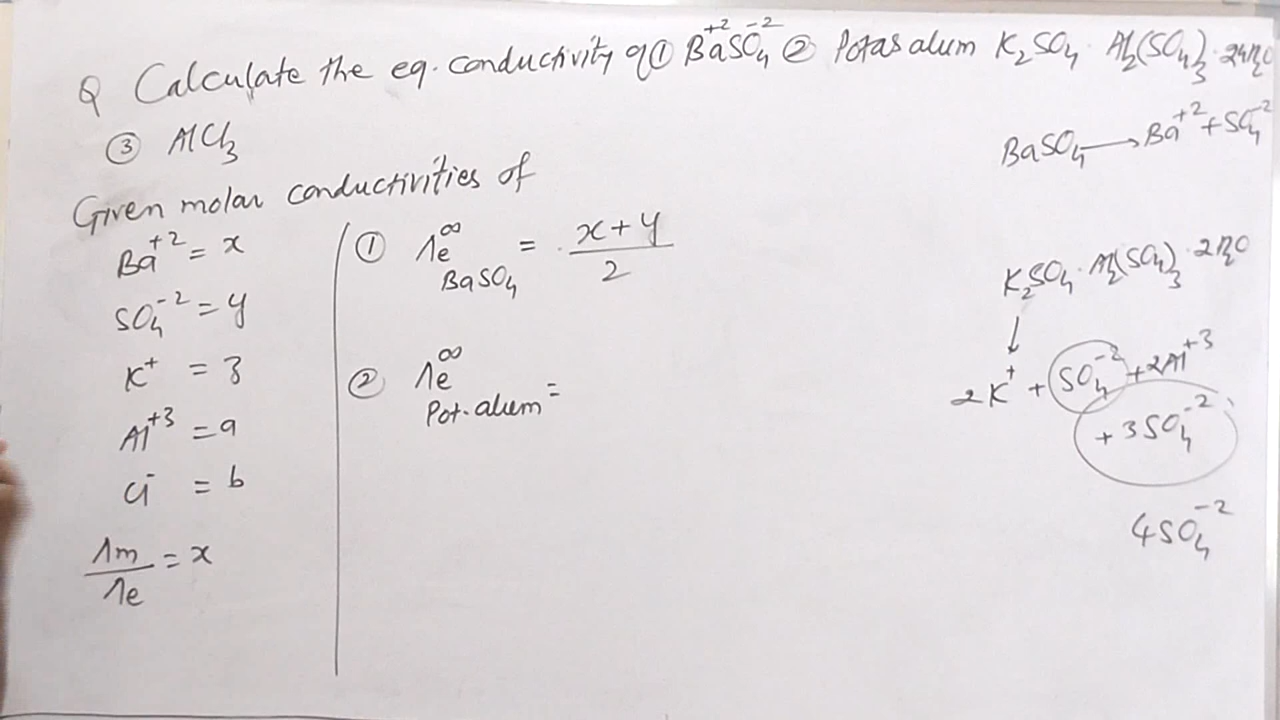 Q Calculate the eq. conductivity of ① Ba⁺²SO₄⁻² ② Potas alum K₂SO₄. Al₂(SO₄)₃. 24H₂O
③ AlCl₃
Given molar conductivities of
Ba⁺² = x
SO₄⁻² = y
K⁺ = z
Al⁺³ = a
Cl⁻ = b
Λm/Λe = x
① Λe^∞ BaSO₄ = x + y / 2
② Λe^∞ Pot. alum =
BaSO₄ → Ba⁺² + SO₄⁻²
K₂SO₄. Al₂(SO₄)₃. 24H₂O
↓
2K⁺ + SO₄⁻² + 2Al⁺³
+ 3SO₄⁻²
4SO₄⁻²